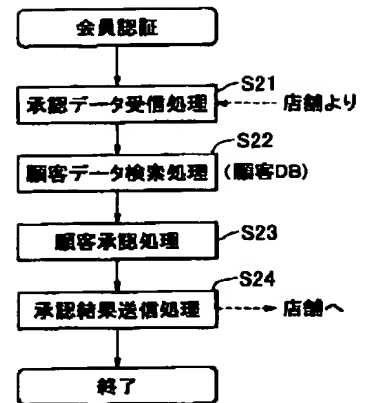 会員認証
S21
承認データ受信処理 店舗より
S22
顧客データ検索処理 (顧客DB)
顧客承認処理 S23
S24
承認結果送信処理 店舗へ
終了